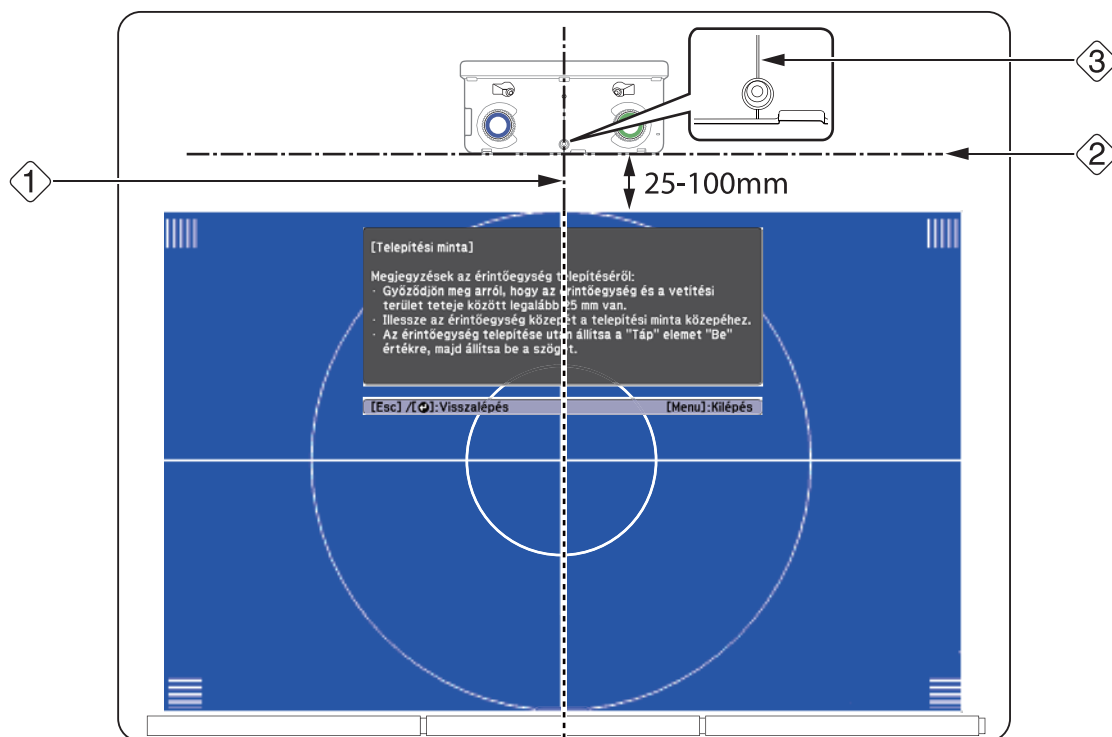 3
2
1
25-100mm
[Telepítési minta]
Megjegyzések az érintőegység telepítéséről:
· Győződjön meg arról, hogy az érintőegység és a vetítési
terület teteje között legalább 25 mm van.
· Illessze az érintőegység közepét a telepítési minta közepéhez.
· Az érintőegység telepítése után állítsa a "Táp" elemet "Be"
értékre, majd állítsa be a szöget.
[Esc] /[⏎]:Visszalépés [Menu]:Kilépés